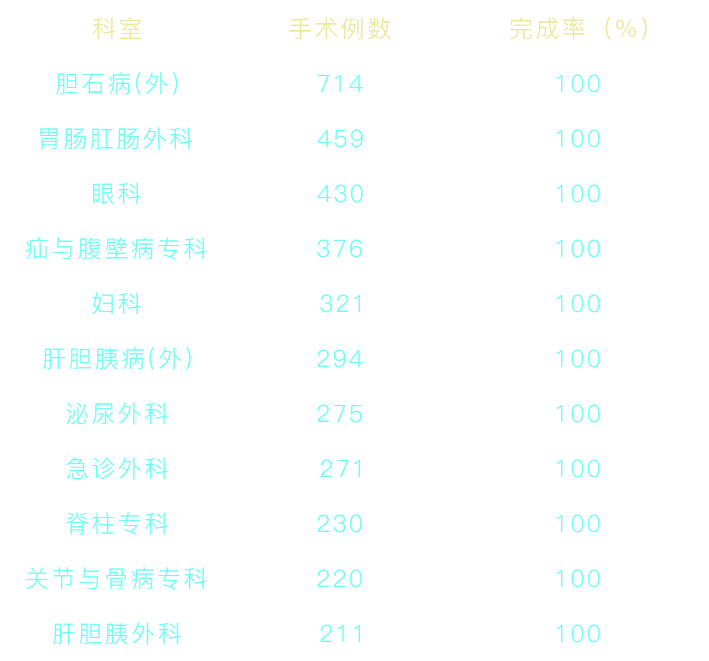 科室 手术例数 完成率（%）
胆石病(外) 714 100
胃肠肛肠外科 459 100
眼科 430 100
疝与腹壁病专科 376 100
妇科 321 100
肝胆胰病(外) 294 100
泌尿外科 275 100
急诊外科 271 100
脊柱专科 230 100
关节与骨病专科 220 100
肝胆胰外科 211 100